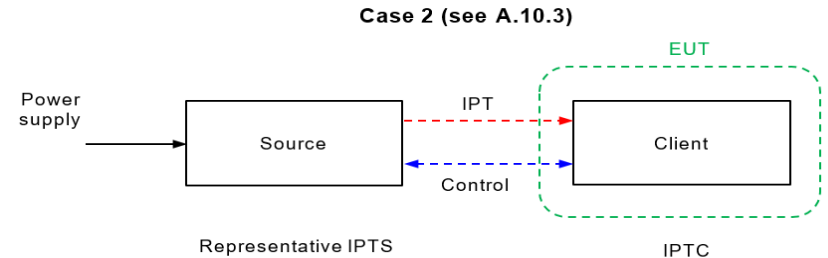 Case 2 (see A.10.3)
EUT
Power
supply
IPT
Source
Client
Control
Representative IPTS
IPTC